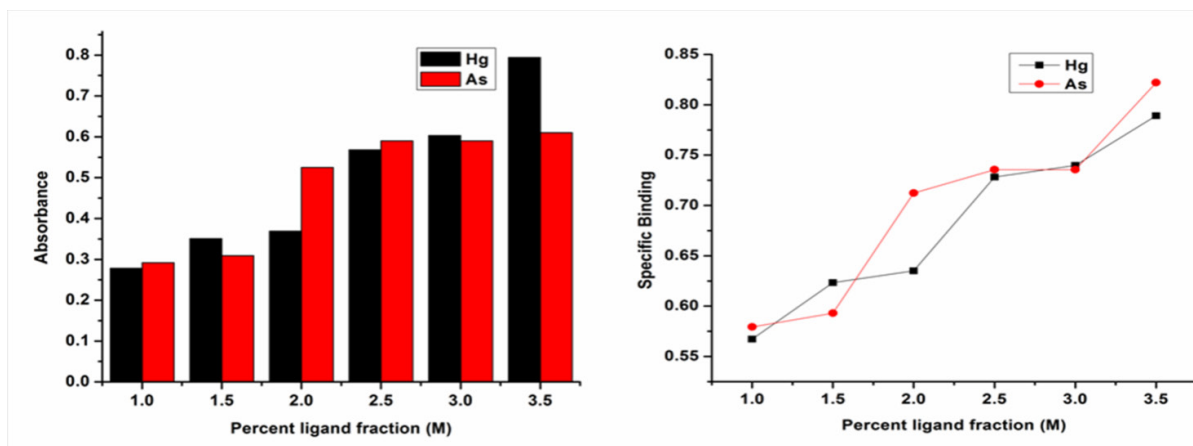 0.8
0.7
0.6
0.5
0.4
0.3
0.2
0.1
0.0
Absorbance
Hg
As
1.0 1.5 2.0 2.5 3.0 3.5
Percent ligand fraction (M)
0.85
0.80
0.75
0.70
0.65
0.60
0.55
Specific Binding
Hg
As
1.0 1.5 2.0 2.5 3.0 3.5
Percent ligand fraction (M)